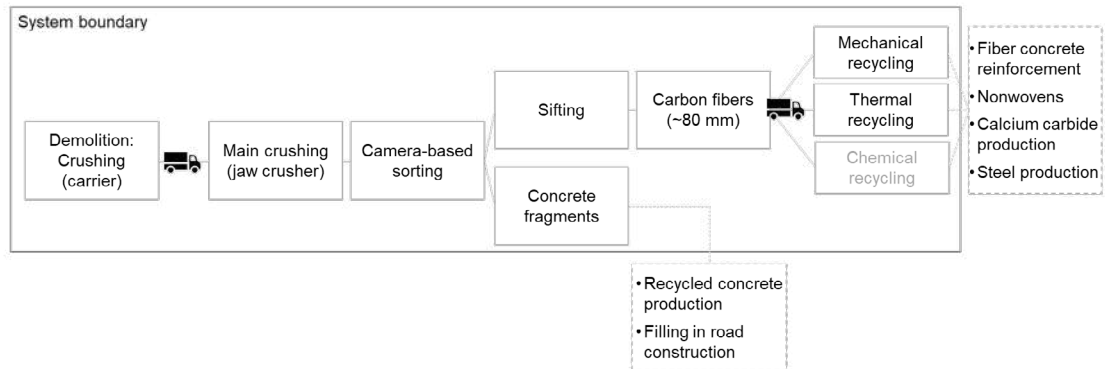 System boundary
Demolition:
Crushing
(carrier)
Main crushing
(jaw crusher)
Camera-based
sorting
Sifting
Concrete
fragments
Carbon fibers
(~80 mm)
Mechanical
recycling
Thermal
recycling
Chemical
recycling
• Fiber concrete
reinforcement
• Nonwovens
• Calcium carbide
production
• Steel production
• Recycled concrete
production
• Filling in road
construction